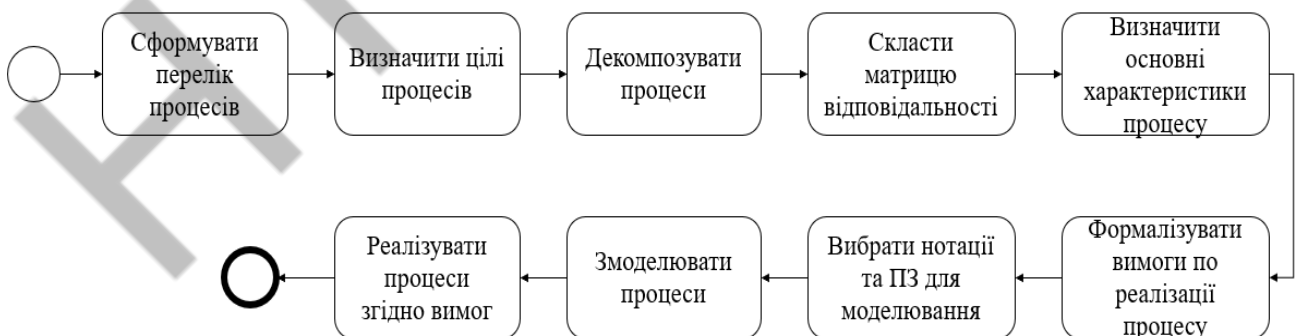 Сформувати
перелік
процесів
Визначити цілі
процесів
Декомпозувати
процеси
Скласти
матрицю
відповідальності
Визначити
основні
характеристики
процесу
Формалізувати
вимоги по
реалізації
процесу
Вибрати нотації
та ПЗ для
моделювання
Змоделювати
процеси
Реалізувати
процеси
згідно вимог